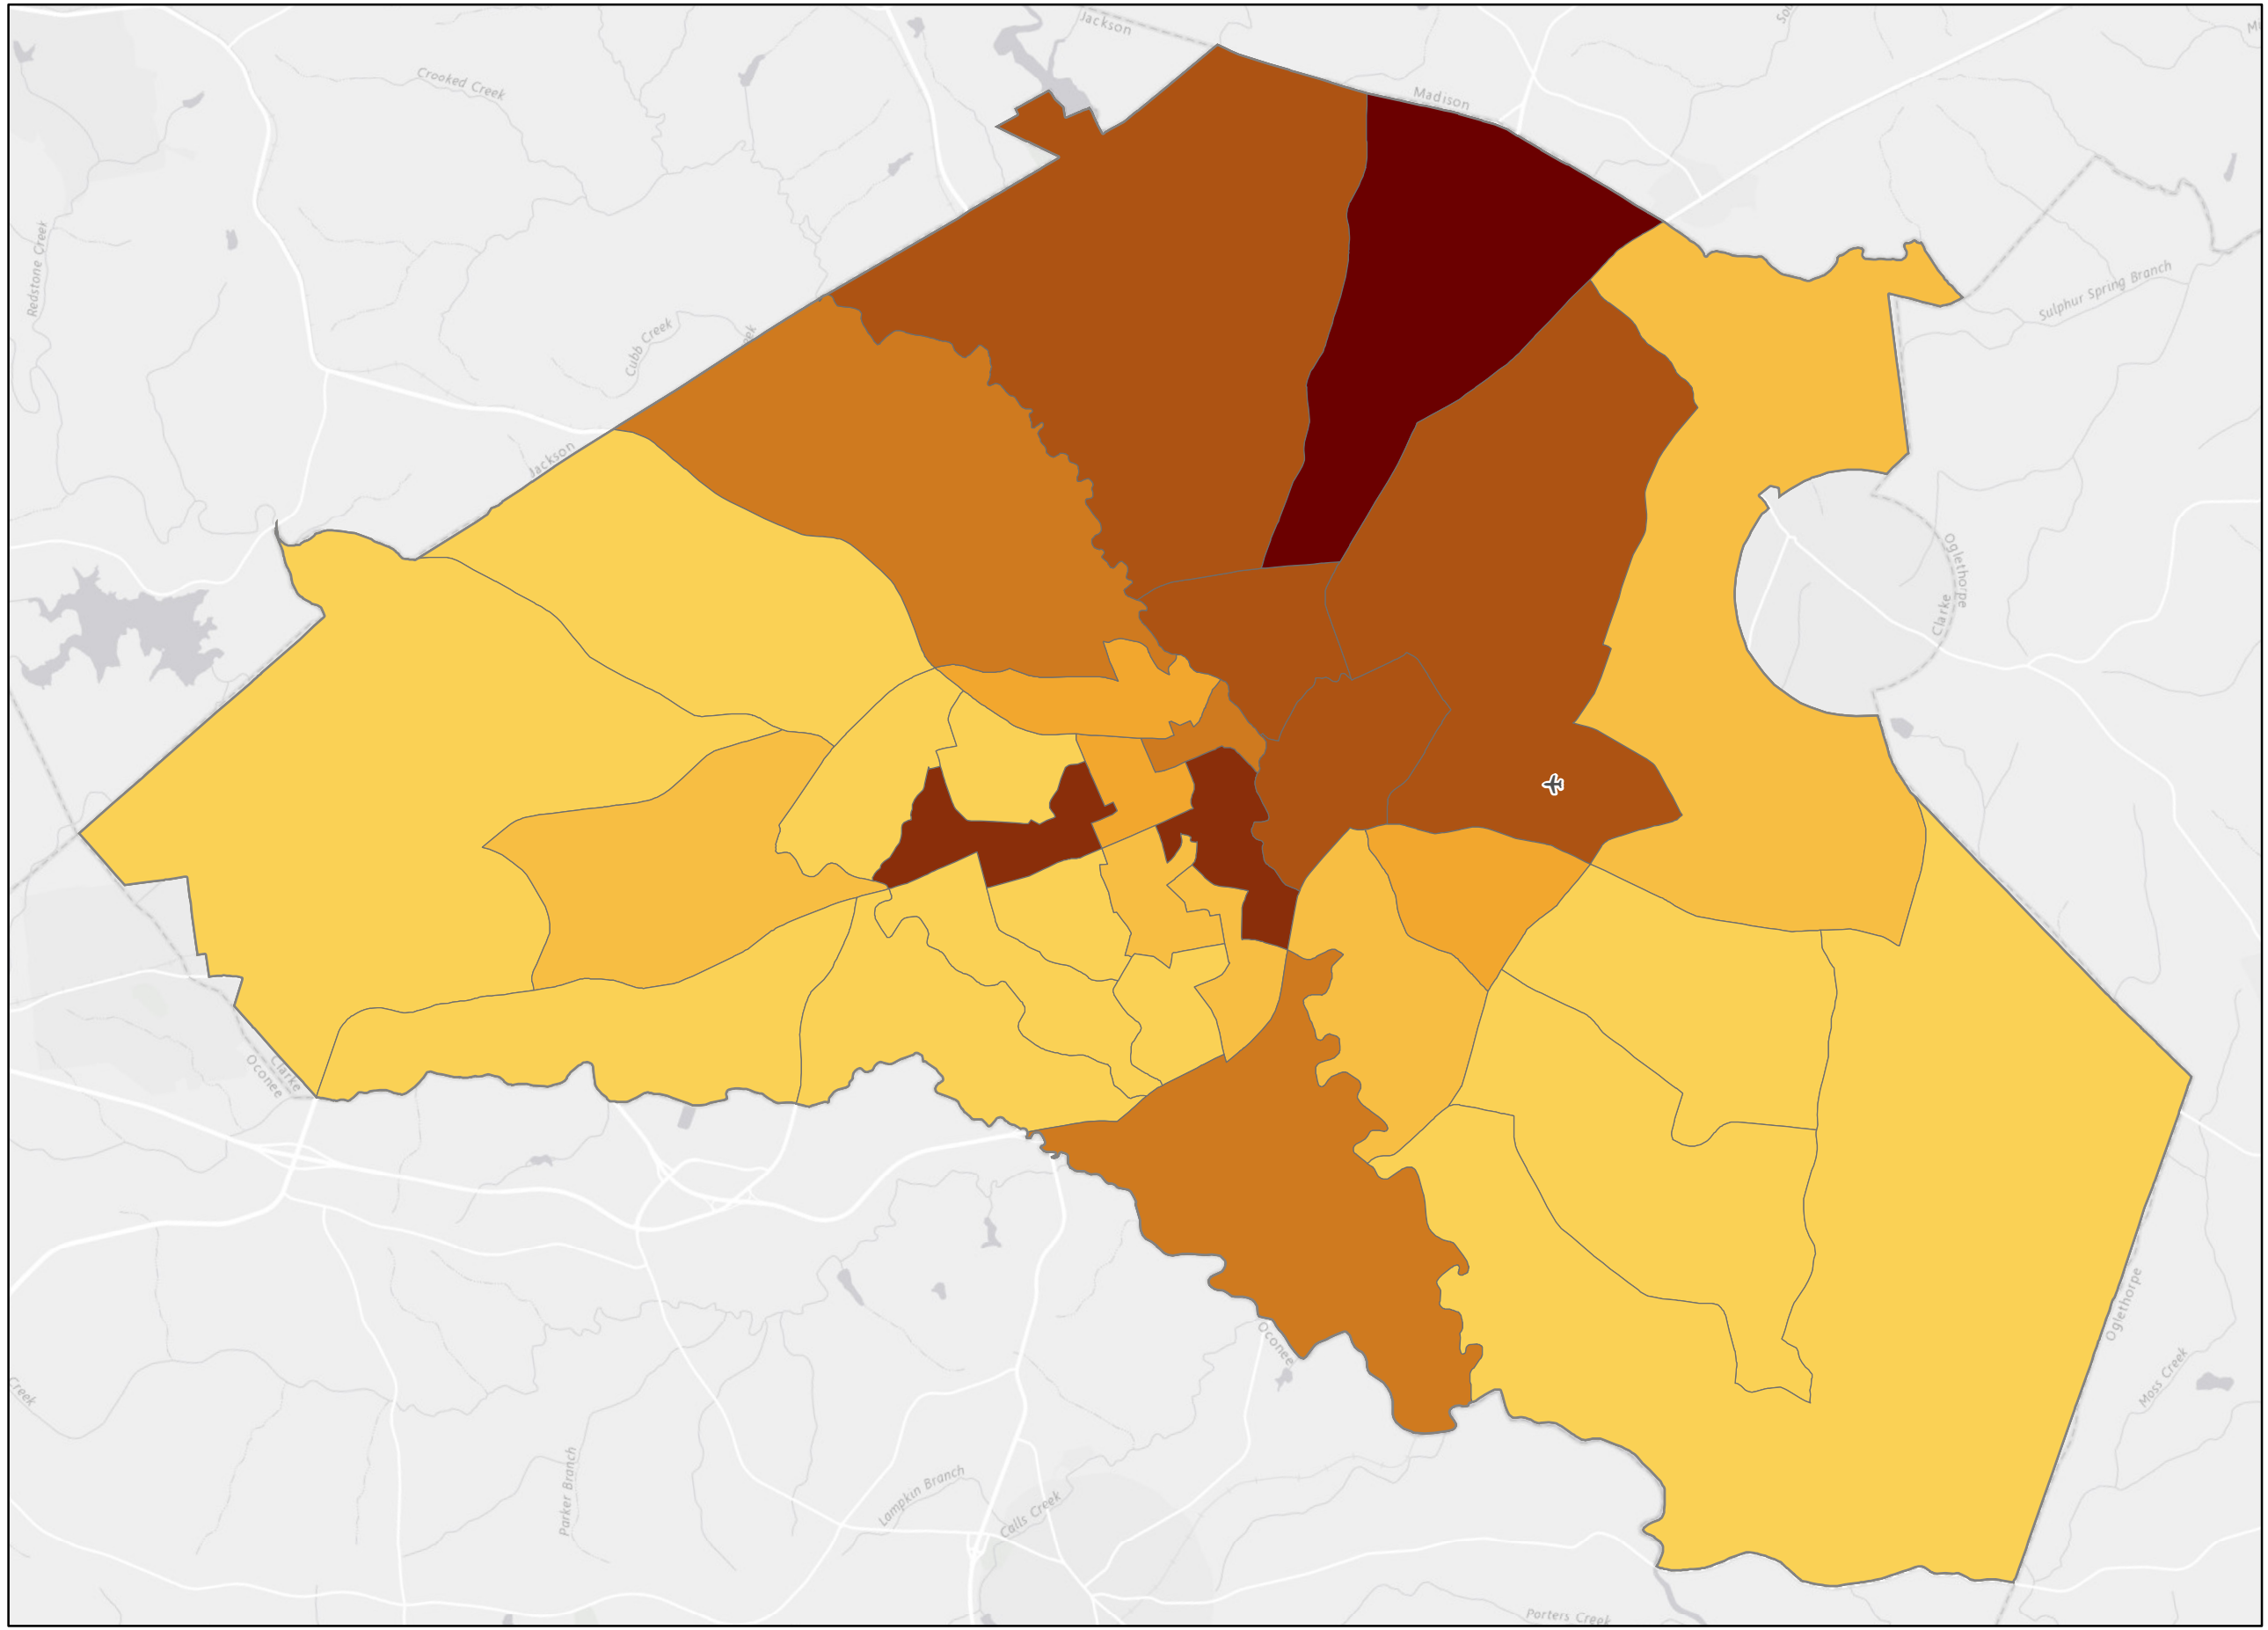 Jackson
Madison
Crooked Creek
Redstone Creek
Sulphur Spring Branch
Cubb Creek
Jackson
Oglethorpe
Clarke
Clarke
Oconee
Oglethorpe
Oconee
Moss Creek
Creek
Parker Branch
Lampkin Branch
Calls Creek
Porters Creek